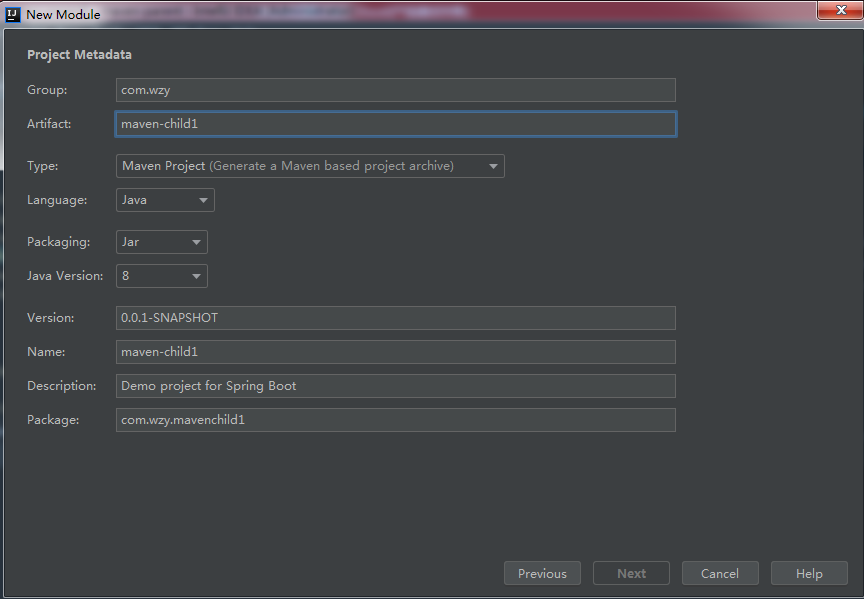 New Module
Project Metadata
Group: com.wzy
Artifact: maven-child1
Type: Maven Project (Generate a Maven based project archive)
Language: Java
Packaging: Jar
Java Version: 8
Version: 0.0.1-SNAPSHOT
Name: maven-child1
Description: Demo project for Spring Boot
Package: com.wzy.mavenchild1
Previous Next Cancel Help